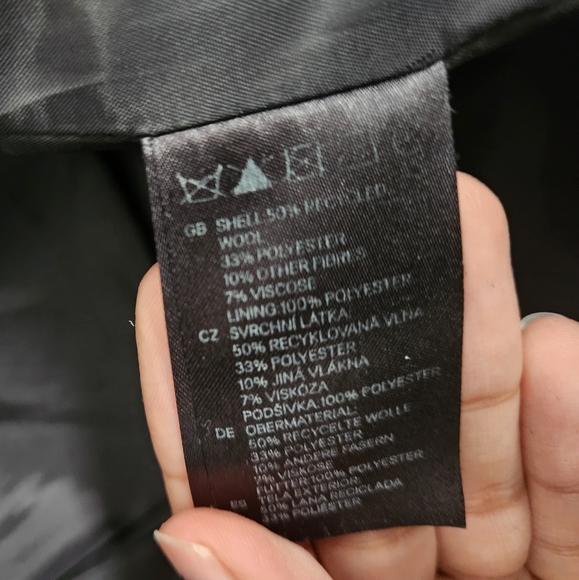 GB SHELL:50% RECYCLED
WOOL
33% POLYESTER
10% OTHER FIBRES
7% VISCOSE
LINING:100% POLYESTER
CZ SVRCHNÍ LÁTKA
50% RECYKLOVANÁ VLNA
33% POLYESTER
10% JINÁ VLÁKNA
7% VISKÓZA
PODŠÍVKA:100% POLYESTER
DE OBERMATERIAL:
50% RECYCELTE WOLLE
33% POLYESTER
10% ANDERE FASERN
7% VISKOSE
FUTTER:100% POLYESTER
ES TELA EXTERIOR:
50% LANA RECICLADA
33% POLIÉSTER